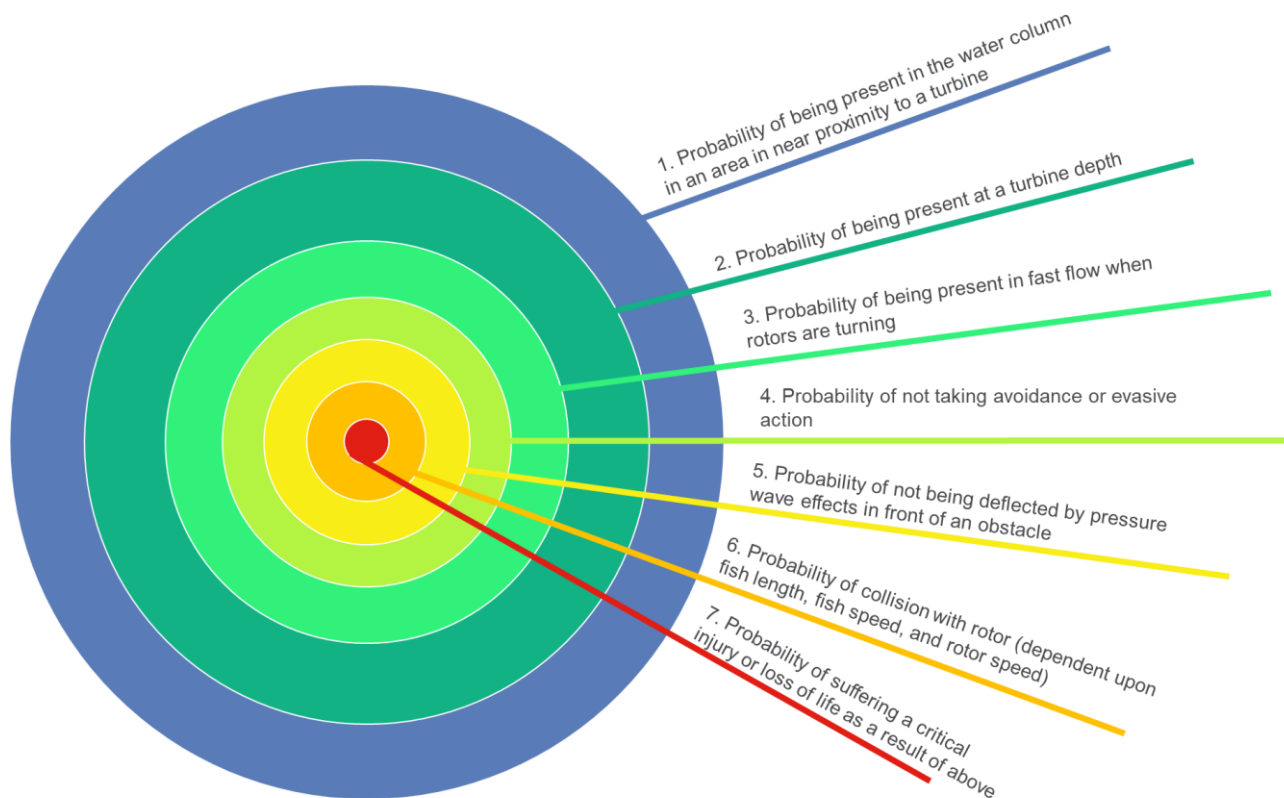 1. Probability of being present in the water column
in an area in near proximity to a turbine
2. Probability of being present at a turbine depth
3. Probability of being present in fast flow when
rotors are turning
4. Probability of not taking avoidance or evasive
action
5. Probability of not being deflected by pressure
wave effects in front of an obstacle
6. Probability of collision with rotor (dependent upon
fish length, fish speed, and rotor speed)
7. Probability of suffering a critical
injury or loss of life as a result of above